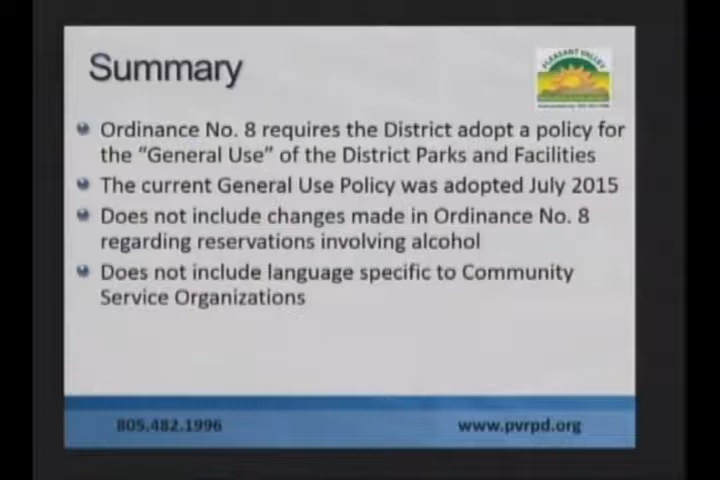 Summary
PLEASANT VALLEY
Ordinance No. 8 requires the District adopt a policy for
the “General Use” of the District Parks and Facilities
The current General Use Policy was adopted July 2015
Does not include changes made in Ordinance No. 8
regarding reservations involving alcohol
Does not include language specific to Community
Service Organizations
805.482.1996
www.pvrpd.org